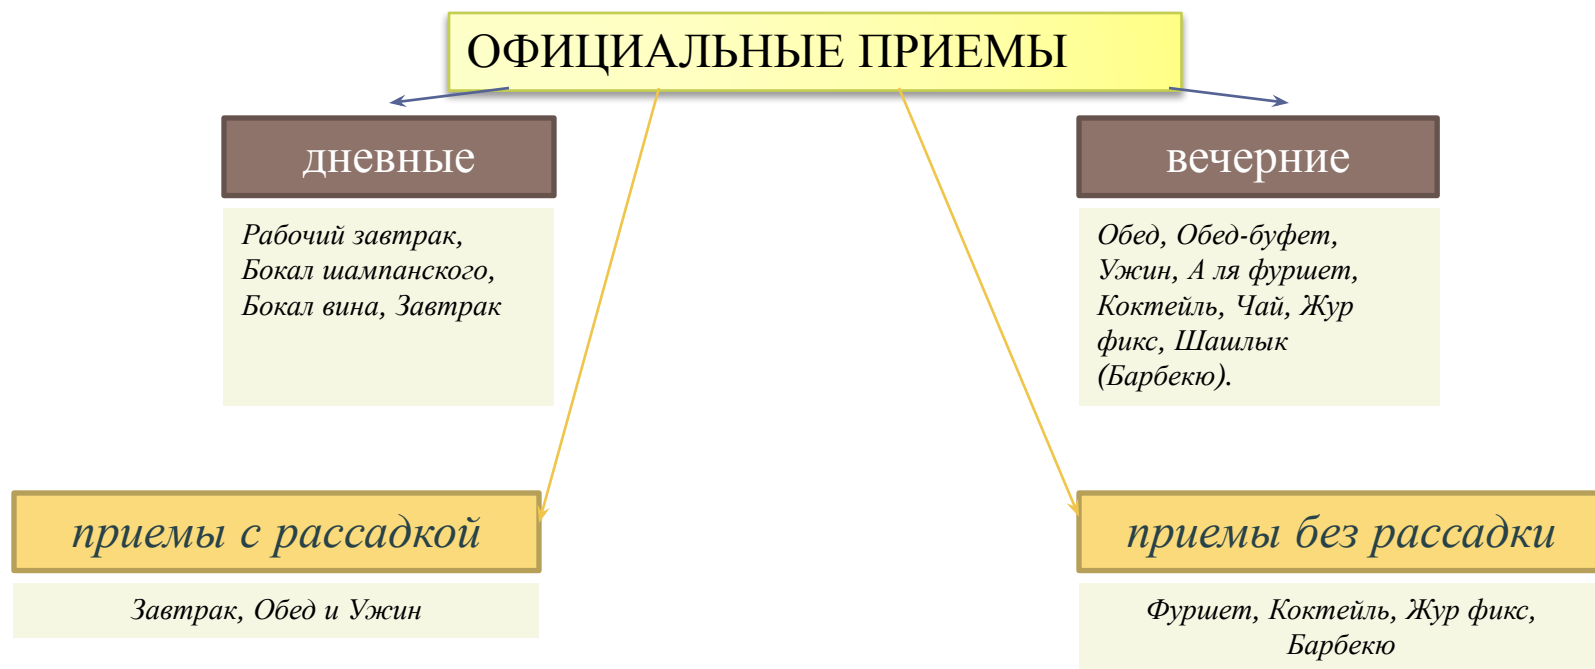 ОФИЦИАЛЬНЫЕ ПРИЕМЫ
дневные
Рабочий завтрак,
Бокал шампанского,
Бокал вина, Завтрак
вечерние
Обед, Обед-буфет,
Ужин, А ля фуршет,
Коктейль, Чай, Жур
фикс, Шашлык
(Барбекю).
приемы с рассадкой
Завтрак, Обед и Ужин
приемы без рассадки
Фуршет, Коктейль, Жур фикс,
Барбекю